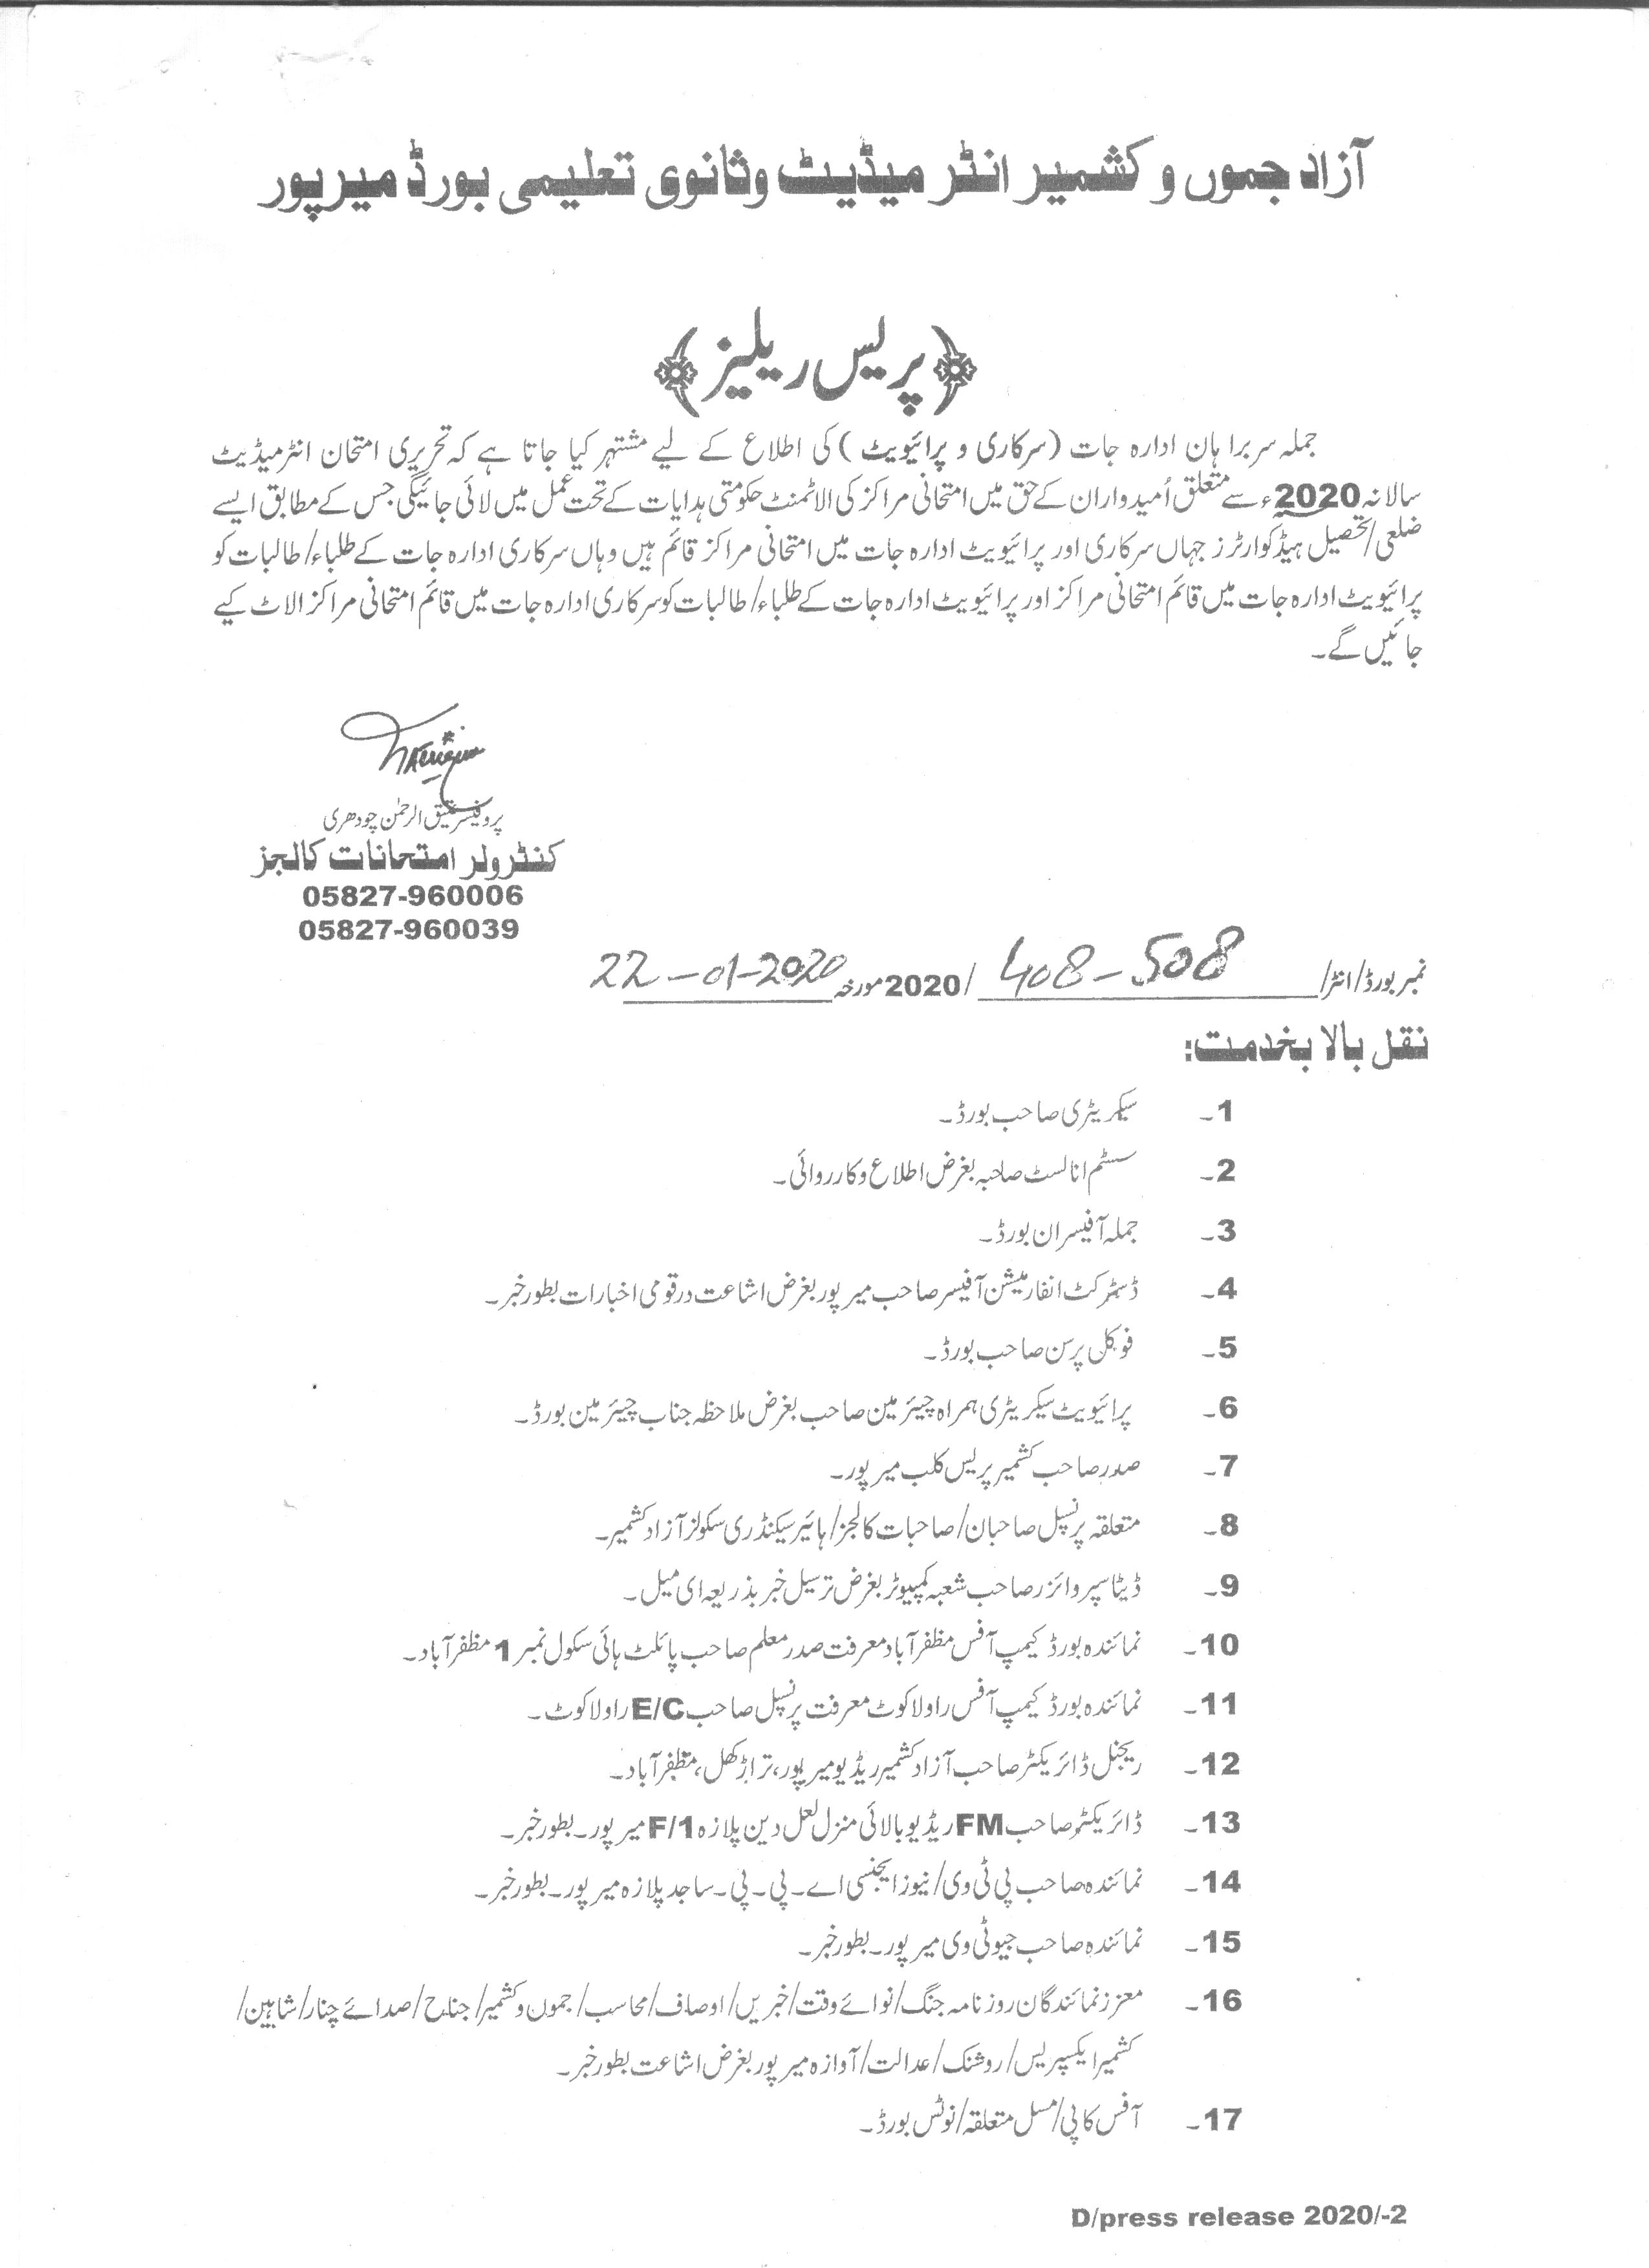 آزاد جموں و کشمیر انٹر میڈیٹ وثانوی تعلیمی بورڈ میرپور
﴿پریس ریلیز﴾
جملہ سربراہان ادارہ جات (سرکاری و پرائیویٹ) کی اطلاع کے لیے مشتہر کیا جاتا ہے کہ تحریری امتحان انٹرمیڈیٹ
سالانہ 2020ء سے متعلق اُمیدواران کے حق میں امتحانی مراکز کی الاٹمنٹ حکومتی ہدایات کے تحت عمل میں لائی جائیگی جس کے مطابق ایسے
ضلعی/تحصیل ہیڈکوارٹرز جہاں سرکاری اور پرائیویٹ ادارہ جات میں امتحانی مراکز قائم ہیں وہاں سرکاری ادارہ جات کے طلباء/طالبات کو
پرائیویٹ ادارہ جات میں قائم امتحانی مراکز اور پرائیویٹ ادارہ جات کے طلباء/طالبات کو سرکاری ادارہ جات میں قائم امتحانی مراکز الاٹ کیے
جائیں گے۔
پروفیسر عتیق الرحمٰن چودھری
کنٹرولر امتحانات کالجز
05827-960006
05827-960039
نمبر بورڈ/انٹر/ 408-508 /2020 مورخہ 22-01-2020
نقل بالا بخدمت:
1۔ سیکریٹری صاحب بورڈ۔
2۔ سسٹم انالسٹ صاحبہ بغرض اطلاع و کارروائی۔
3۔ جملہ آفیسران بورڈ۔
4۔ ڈسٹرکٹ انفارمیشن آفیسر صاحب میرپور بغرض اشاعت در قومی اخبارات بطور خبر۔
5۔ فوکل پرسن صاحب بورڈ۔
6۔ پرائیویٹ سیکریٹری ہمراہ چیئرمین صاحب بغرض ملاحظہ جناب چیئرمین بورڈ۔
7۔ صدر صاحب کشمیر پریس کلب میرپور۔
8۔ متعلقہ پرنسپل صاحبان/صاحبات کالجز/ہائیر سیکنڈری سکولز آزاد کشمیر۔
9۔ ڈیٹا سپروائزر صاحب شعبہ کمپیوٹر بغرض ترسیل خبر بذریعہ ای میل۔
10۔ نمائندہ بورڈ کیمپ آفس مظفرآباد معرفت صدر معلم صاحب پائلٹ ہائی سکول نمبر 1 مظفرآباد۔
11۔ نمائندہ بورڈ کیمپ آفس راولاکوٹ معرفت پرنسپل صاحب E/C راولاکوٹ۔
12۔ ریجنل ڈائریکٹر صاحب آزاد کشمیر ریڈیو میرپور، تراڑکھل، مظفرآباد۔
13۔ ڈائریکٹر صاحب FM ریڈیو بالائی منزل لعل دین پلازہ F/1 میرپور۔ بطور خبر۔
14۔ نمائندہ صاحب پی ٹی وی/نیوز ایجنسی اے۔پی۔پی۔ ساجد پلازہ میرپور۔ بطور خبر۔
15۔ نمائندہ صاحب جیو ٹی وی میرپور۔ بطور خبر۔
16۔ معزز نمائندگان روزنامہ جنگ/نوائے وقت/خبریں/اوصاف/محاسب/جموں و کشمیر/جناح/صدائے چنار/شاہین/
کشمیر ایکسپریس/روشنک/عدالت/آوازہ میرپور بغرض اشاعت بطور خبر۔
17۔ آفس کاپی/مسل متعلقہ/نوٹس بورڈ۔
D/press release 2020/-2